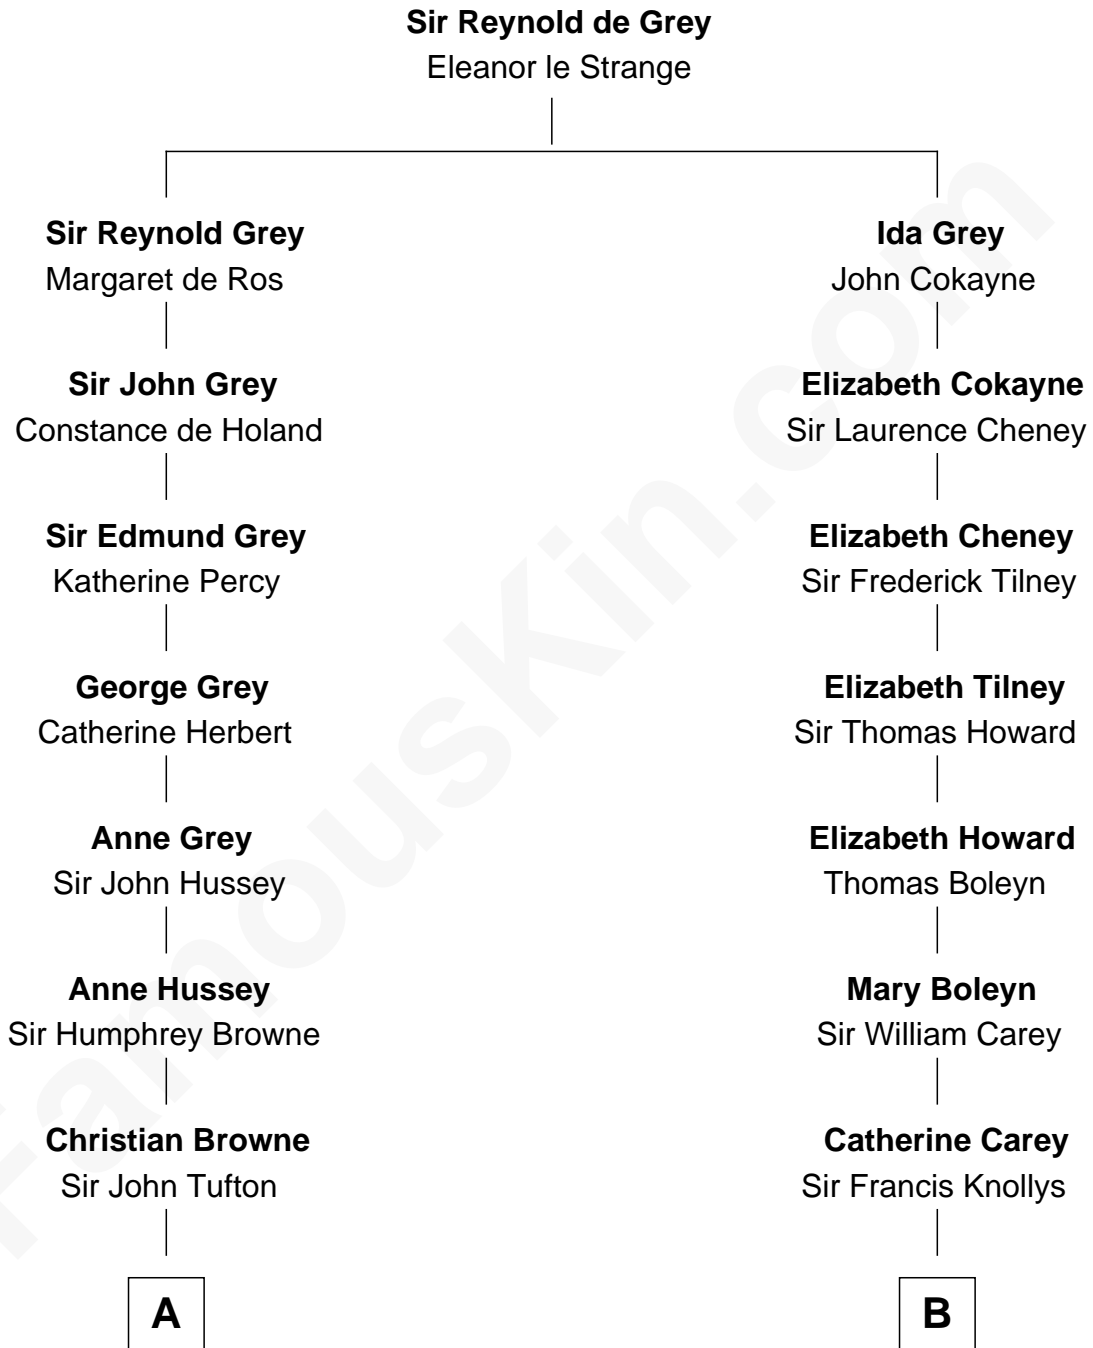 Sir Reynold de Grey
Eleanor le Strange
Sir Reynold Grey
Margaret de Ros
Ida Grey
John Cokayne
Sir John Grey
Constance de Holand
Elizabeth Cokayne
Sir Laurence Cheney
Sir Edmund Grey
Katherine Percy
Elizabeth Cheney
Sir Frederick Tilney
George Grey
Catherine Herbert
Elizabeth Tilney
Sir Thomas Howard
Anne Grey
Sir John Hussey
Elizabeth Howard
Thomas Boleyn
Anne Hussey
Sir Humphrey Browne
Mary Boleyn
Sir William Carey
Christian Browne
Sir John Tufton
Catherine Carey
Sir Francis Knollys
A
B
FamousKin.com